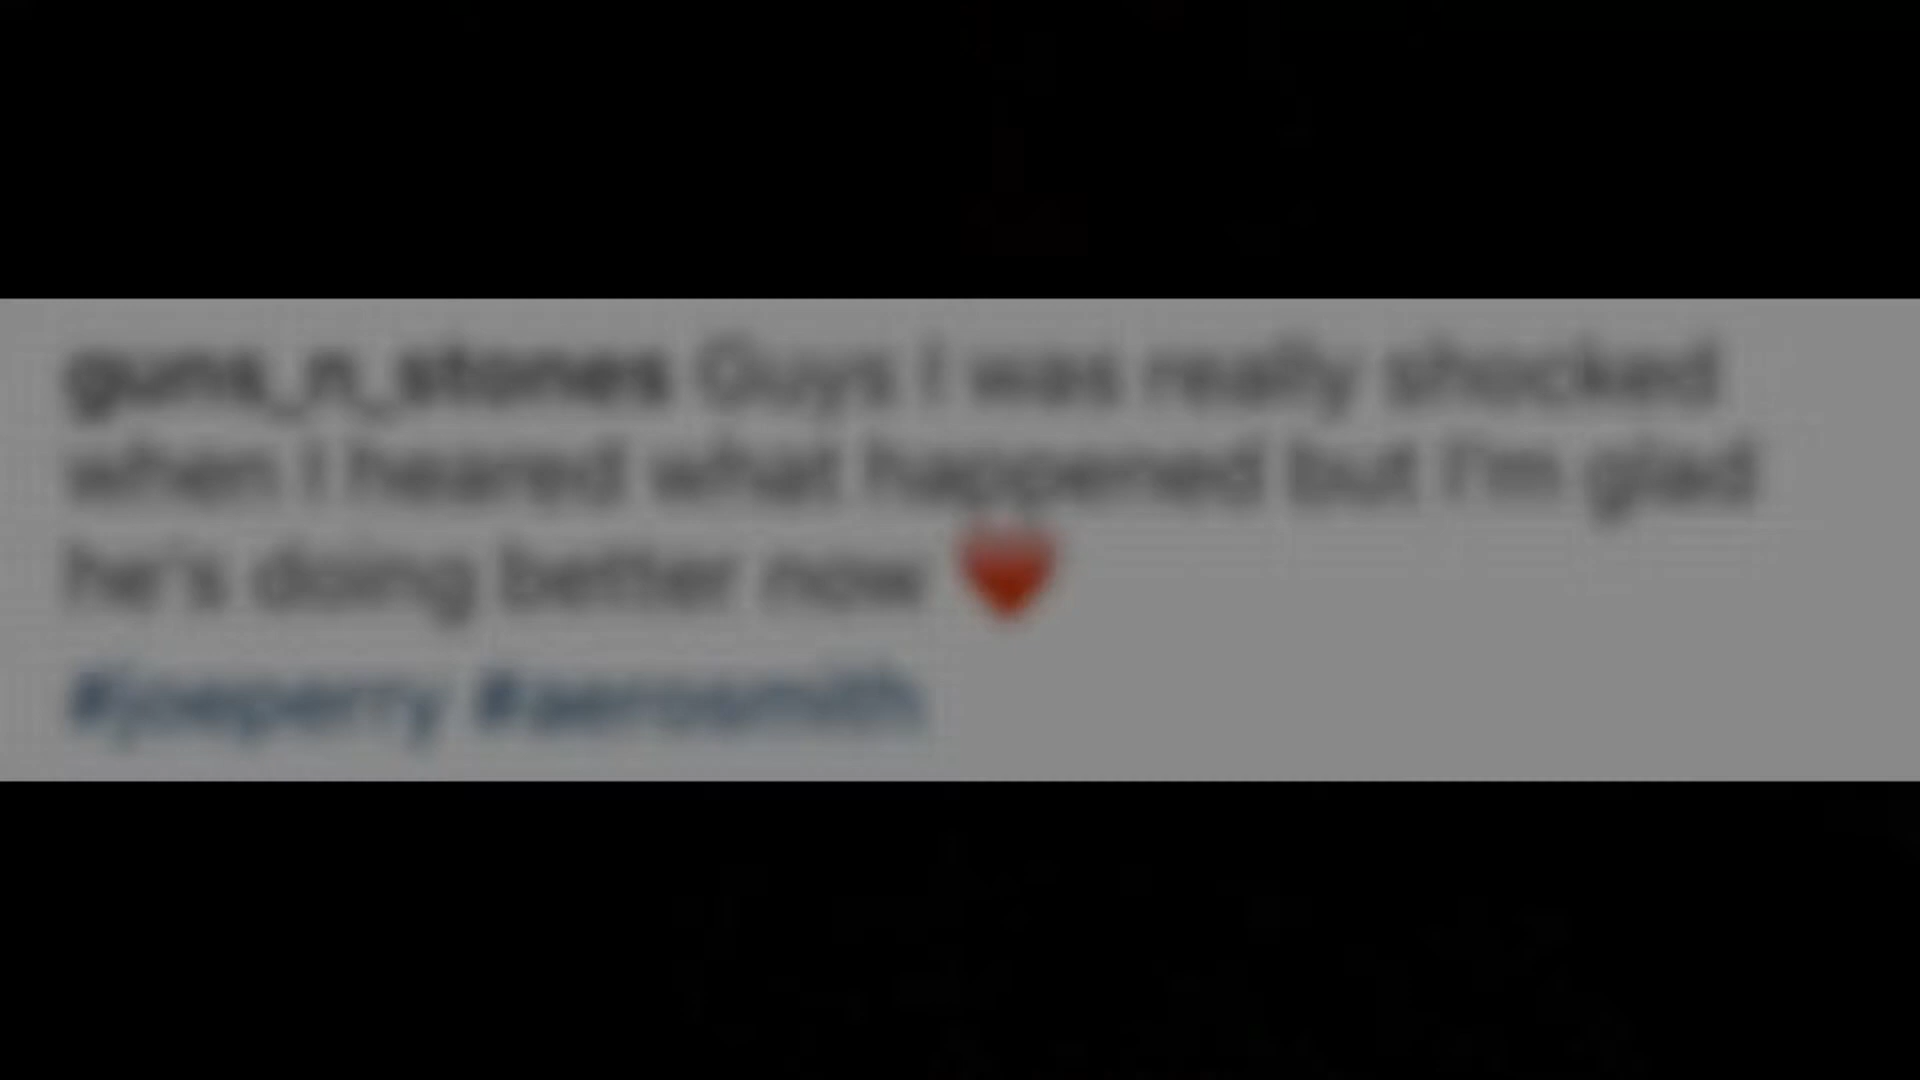 guns_n_stones Guys I was really shocked
when I heared what happened but I'm glad
he's doing better now ❤️
#joeperry #aerosmith